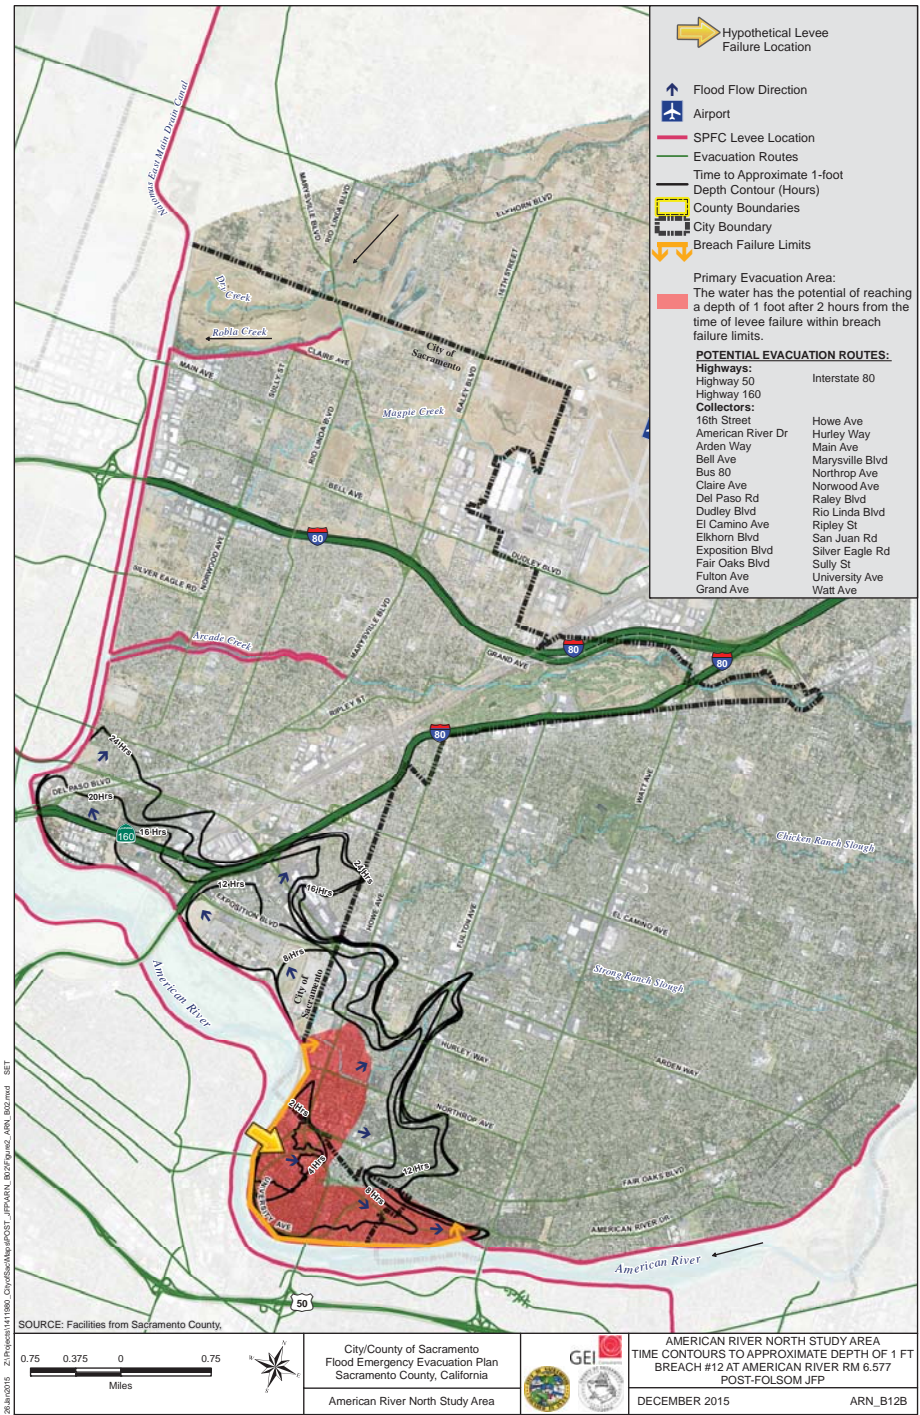 Hypothetical Levee
Failure Location
Flood Flow Direction
Airport
SPFC Levee Location
Evacuation Routes
Time to Approximate 1-foot
Depth Contour (Hours)
County Boundaries
City Boundary
Breach Failure Limits
Primary Evacuation Area:
The water has the potential of reaching
a depth of 1 foot after 2 hours from the
time of levee failure within breach
failure limits.
POTENTIAL EVACUATION ROUTES:
Highways:
Highway 50
Interstate 80
Highway 160
Collectors:
16th Street
American River Dr
Arden Way
Bell Ave
Bus 80
Claire Ave
Del Paso Rd
Dudley Blvd
El Camino Ave
Elkhorn Blvd
Exposition Blvd
Fair Oaks Blvd
Fulton Ave
Grand Ave
Howe Ave
Hurley Way
Main Ave
Marysville Blvd
Northrop Ave
Norwood Ave
Raley Blvd
Rio Linda Blvd
Ripley St
San Juan Rd
Silver Eagle Rd
Sully St
University Ave
Watt Ave
Natomas East Main Drain Canal
MARYSVILLE BLVD
RIO LINDA BLVD
ELKHORN BLVD
16TH STREET
Dry Creek
Robla Creek
City of
Sacramento
CLAIRE AVE
MAIN AVE
SULLY ST
RALEY BLVD
Magpie Creek
RIO LINDA BLVD
BELL AVE
80
DUDLEY BLVD
NORWOOD AVE
SILVER EAGLE RD
MARYSVILLE BLVD
Arcade Creek
80
80
GRAND AVE
RIPLEY ST
80
24 Hrs
DEL PASO BLVD
20Hrs
WATT AVE
160
16 Hrs
Chicken Ranch Slough
24 Hrs
12 Hrs
16 Hrs
EXPOSITION BLVD
HOWE AVE
FULTON AVE
EL CAMINO AVE
8 Hrs
City of
Sacramento
Strong Ranch Slough
American River
HURLEY WAY
ARDEN WAY
2 Hrs
NORTHROP AVE
4 Hrs
12 Hrs
FAIR OAKS BLVD
8 Hrs
UNIVERSITY AVE
AMERICAN RIVER DR
American River
50
SOURCE: Facilities from Sacramento County,
0.75 0.375 0 0.75
Miles
N
W
E
S
City/County of Sacramento
Flood Emergency Evacuation Plan
Sacramento County, California
American River North Study Area
GEI
AMERICAN RIVER NORTH STUDY AREA
TIME CONTOURS TO APPROXIMATE DEPTH OF 1 FT
BREACH #12 AT AMERICAN RIVER RM 6.577
POST-FOLSOM JFP
DECEMBER 2015 ARN_B12B